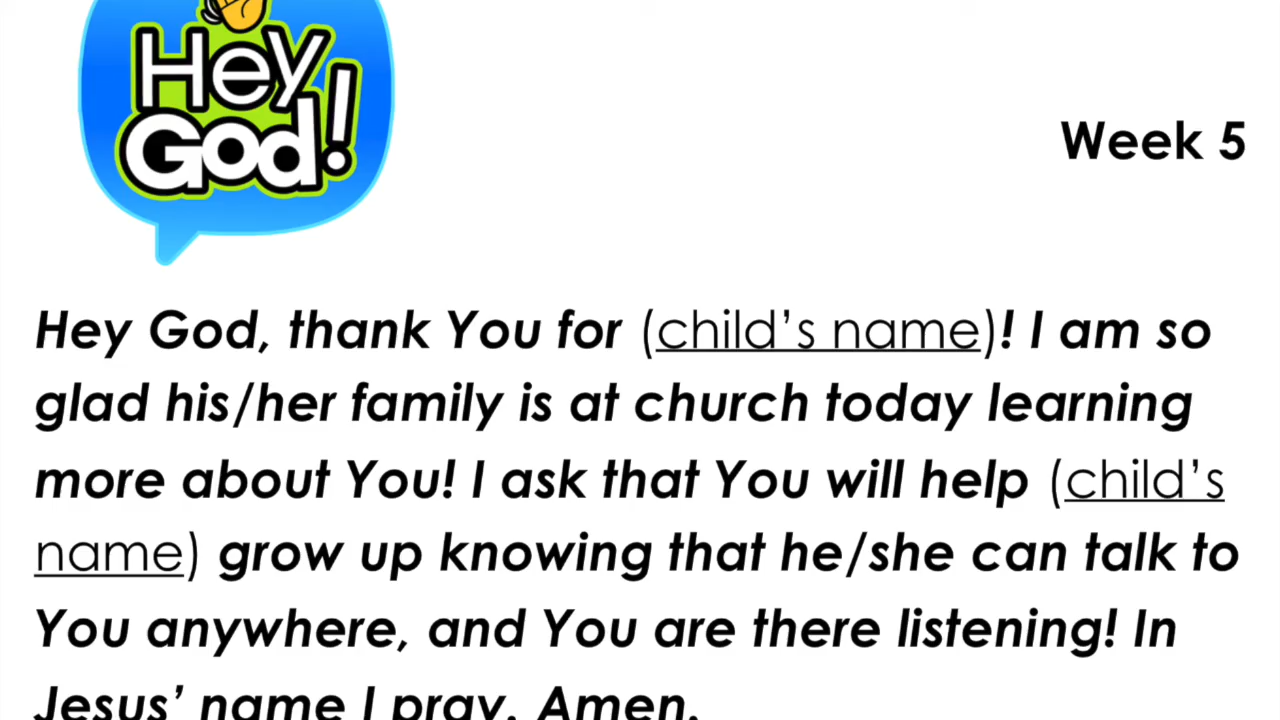 Hey
God!
Week 5
Hey God, thank You for (child's name)! I am so
glad his/her family is at church today learning
more about You! I ask that You will help (child's
name) grow up knowing that he/she can talk to
You anywhere, and You are there listening! In
Jesus' name I pray. Amen.